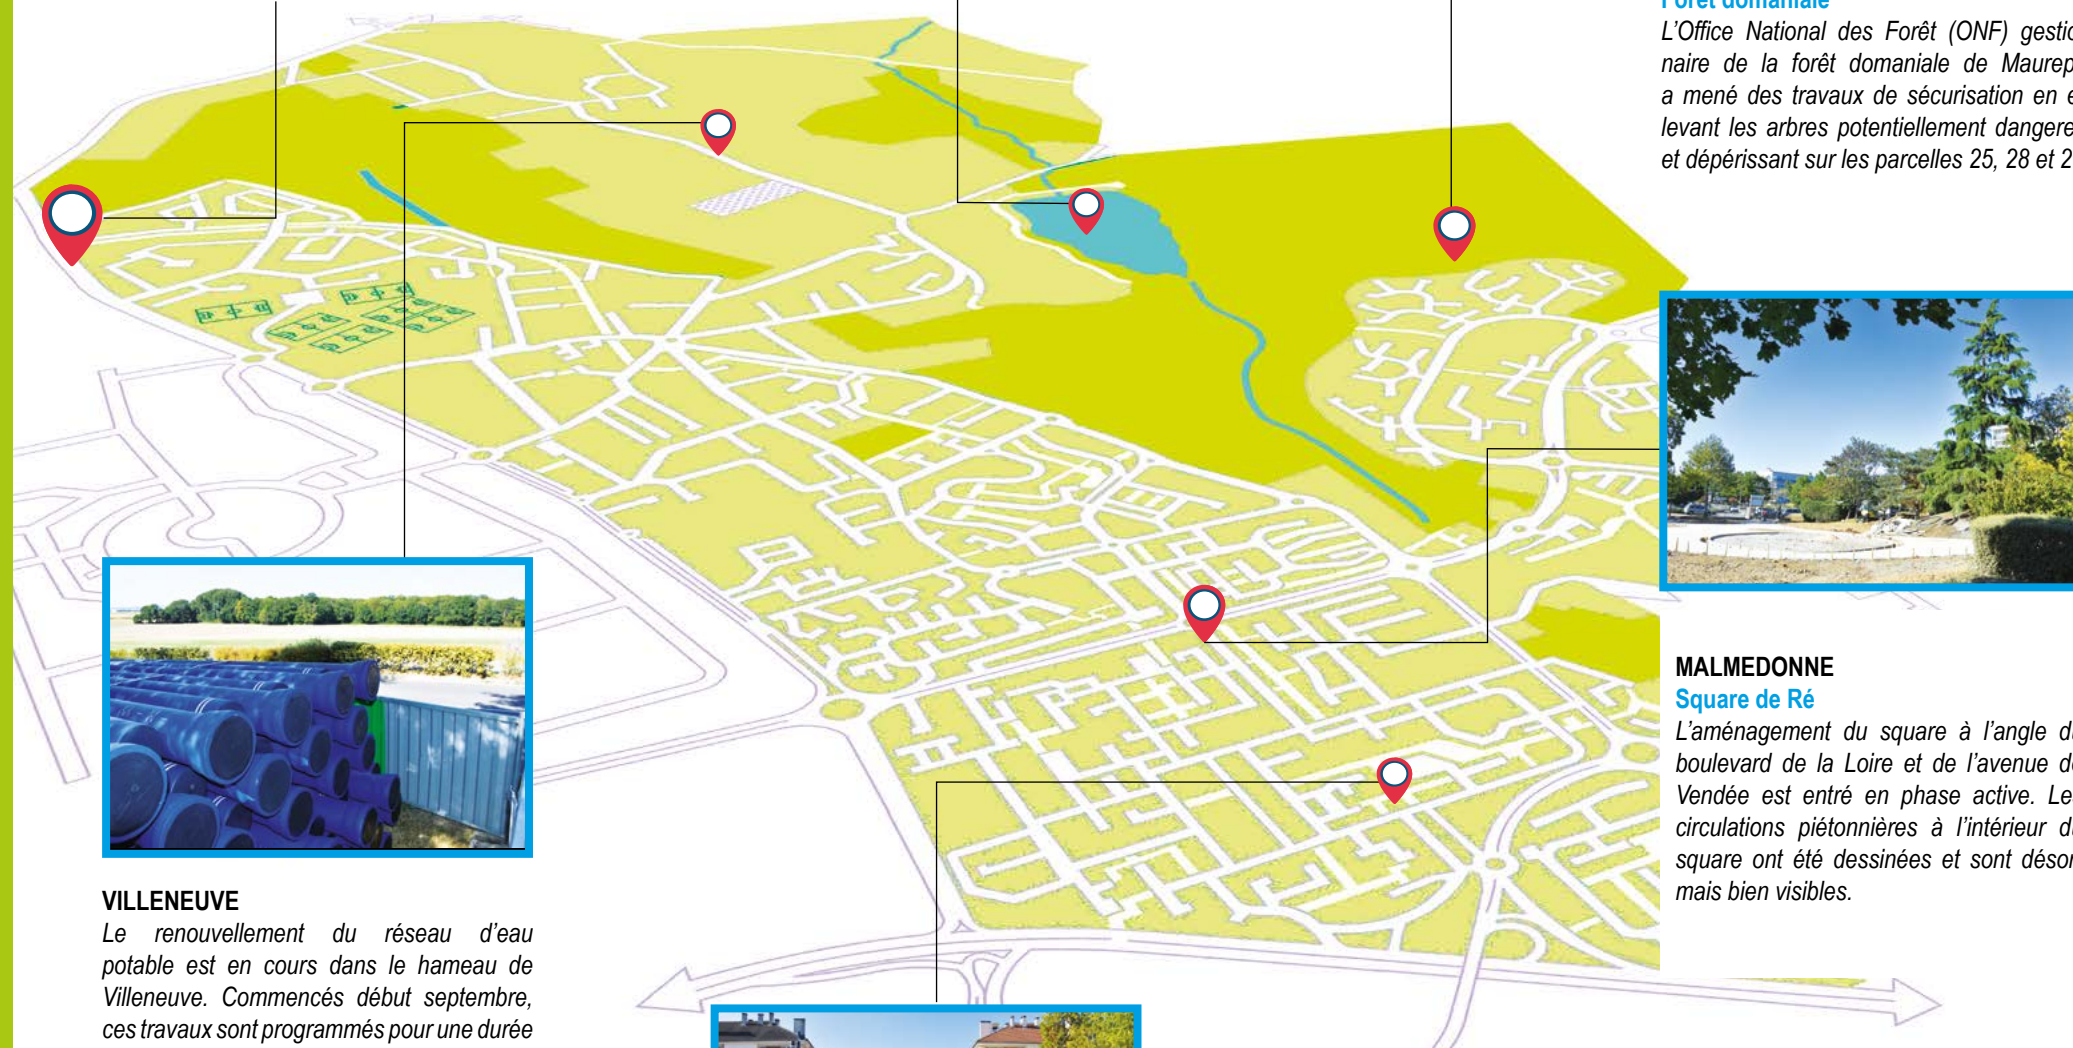 Forêt domaniale
L'Office National des Forêt (ONF) gestio
naire de la forêt domaniale de Maurep
a mené des travaux de sécurisation en e
levant les arbres potentiellement dangere
et dépérissant sur les parcelles 25, 28 et 2
MALMEDONNE
Square de Ré
L'aménagement du square à l'angle du
boulevard de la Loire et de l'avenue de
Vendée est entré en phase active. Les
circulations piétonnières à l'intérieur du
square ont été dessinées et sont désor
mais bien visibles.
VILLENEUVE
Le renouvellement du réseau d'eau
potable est en cours dans le hameau de
Villeneuve. Commencés début septembre,
ces travaux sont programmés pour une durée